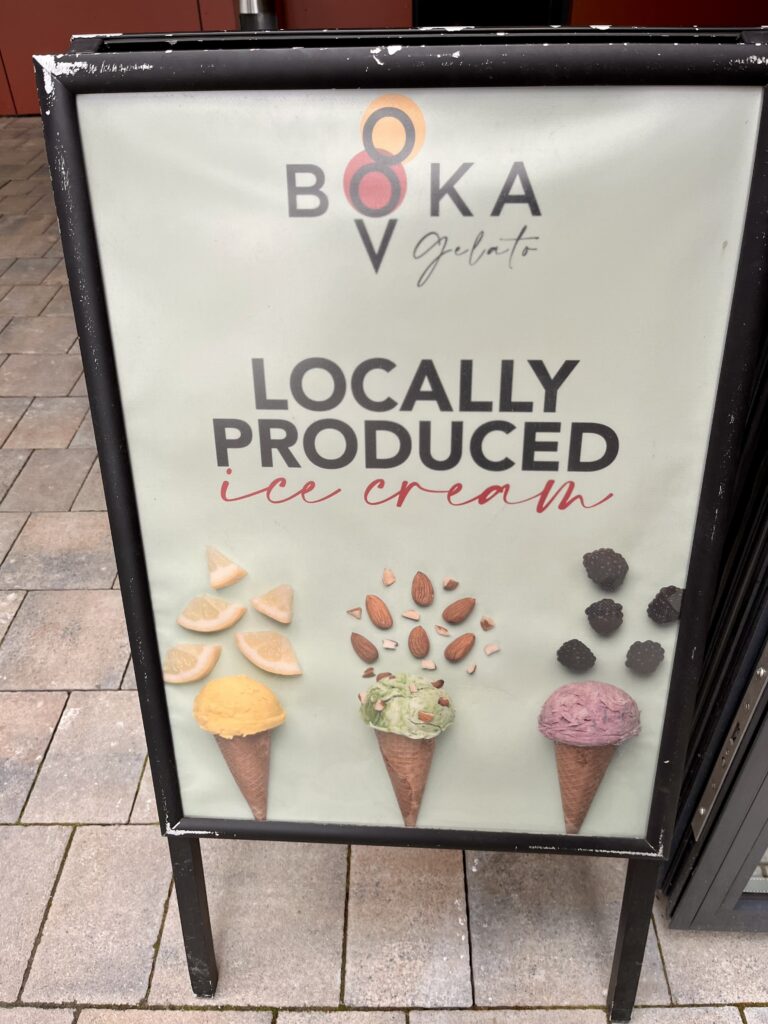 BOKA
Gelato
LOCALLY
PRODUCED
ice cream